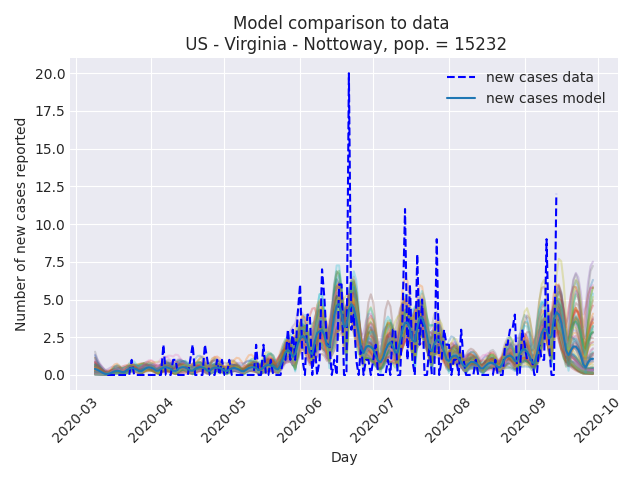 Model comparison to data
US - Virginia - Nottoway, pop. = 15232
20.0
17.5
15.0
12.5
10.0
7.5
5.0
2.5
0.0
Number of new cases reported
new cases data
new cases model
2020-03
2020-04
2020-05
2020-06
2020-07
2020-08
2020-09
2020-10
Day